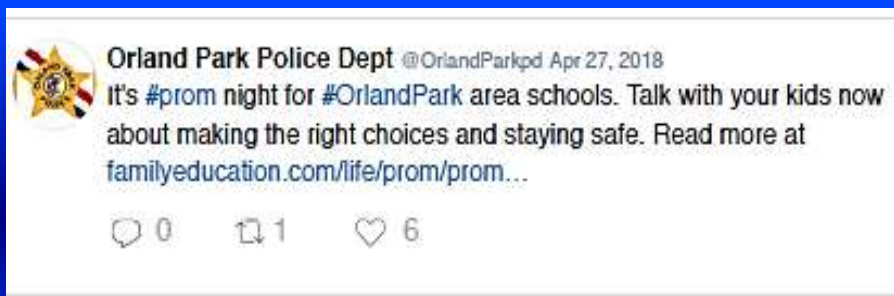 Orland Park Police Dept @OrlandParkpd Apr 27, 2018
It's #prom night for #OrlandPark area schools. Talk with your kids now
about making the right choices and staying safe. Read more at
familyeducation.com/life/prom/prom...
0 1 6